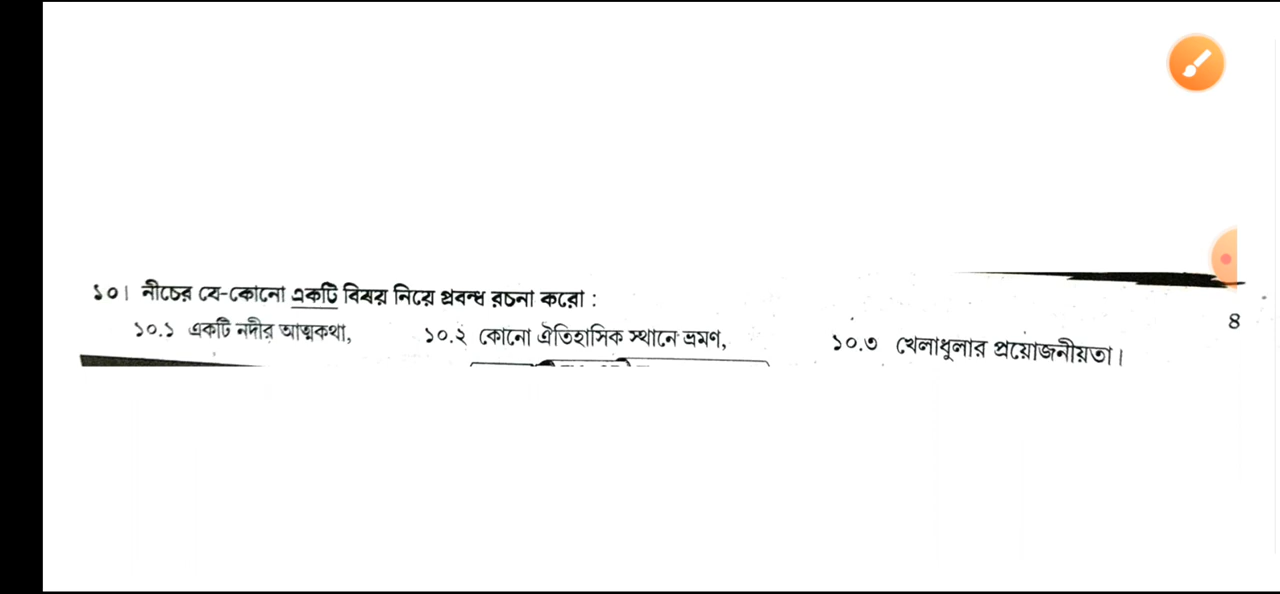 ১০। নীচের যে-কোনো একটি বিষয় নিয়ে প্রবন্ধ রচনা করো :
৪
১০.১ একটি নদীর আত্মকথা, ১০.২ কোনো ঐতিহাসিক স্থানে ভ্রমণ, ১০.৩ খেলাধুলার প্রয়োজনীয়তা।